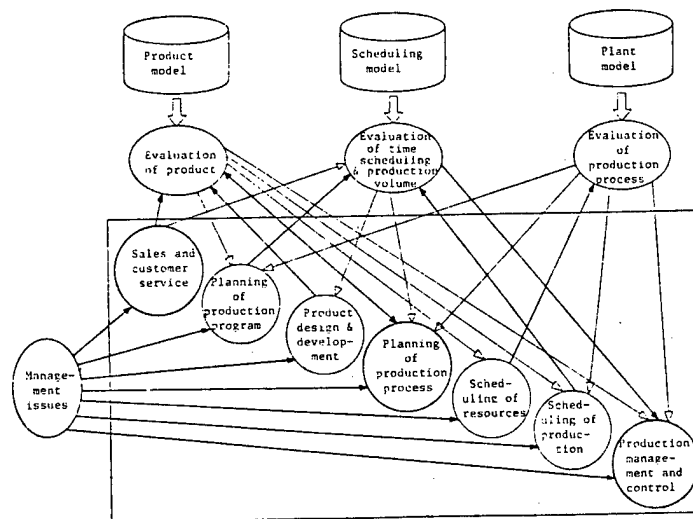 Product
model
Scheduling
model
Plant
model
Evaluation
of product
Evaluation
of time
scheduling
& production
volume
Evaluation
of
production
process
Sales and
customer
service
Planning
of
production
program
Product
design &
develop-
ment
Planning
of
production
process
Sched-
uling of
resources
Sched-
uling of
produc-
tion
Production
manage-
ment and
control
Manage-
ment
issues